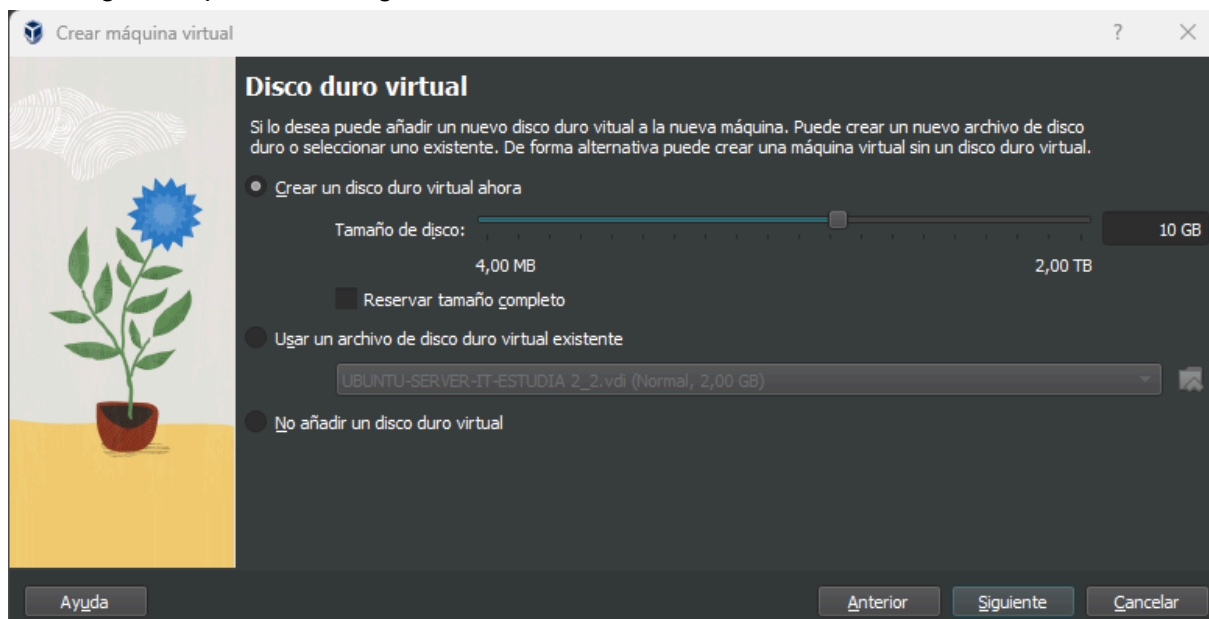 Crear máquina virtual
?
Disco duro virtual
Si lo desea puede añadir un nuevo disco duro vitual a la nueva máquina. Puede crear un nuevo archivo de disco
duro o seleccionar uno existente. De forma alternativa puede crear una máquina virtual sin un disco duro virtual.
Crear un disco duro virtual ahora
Tamaño de disco:
10 GB
4,00 MB
2,00 TB
Reservar tamaño completo
Usar un archivo de disco duro virtual existente
UBUNTU-SERVER-IT-ESTUDIA 2_2.vdi (Normal, 2,00 GB)
No añadir un disco duro virtual
Ayuda
Anterior
Siguiente
Cancelar